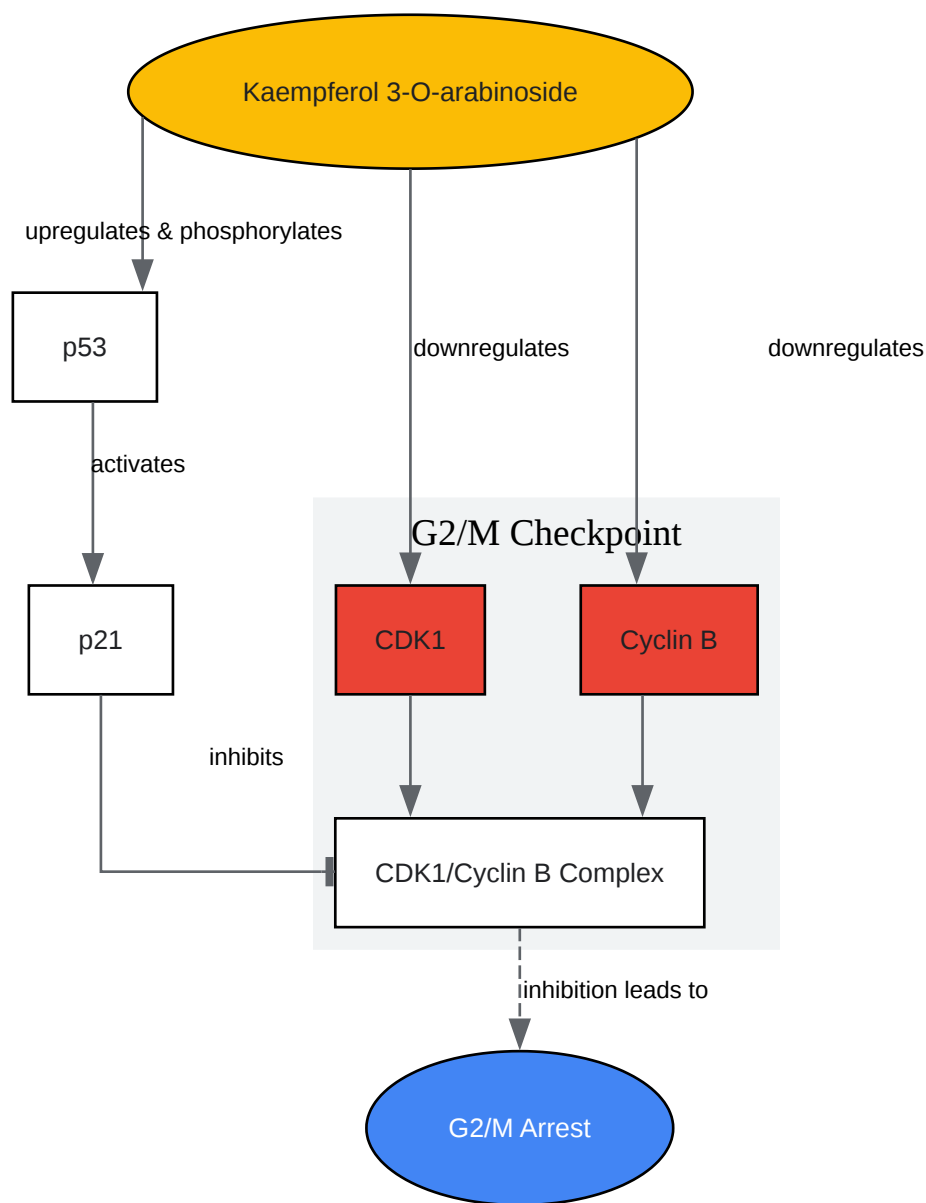 Kaempferol 3-O-arabinoside
upregulates & phosphorylates
p53
downregulates
downregulates
activates
G2/M Checkpoint
p21
CDK1
Cyclin B
inhibits
CDK1/Cyclin B Complex
inhibition leads to
G2/M Arrest